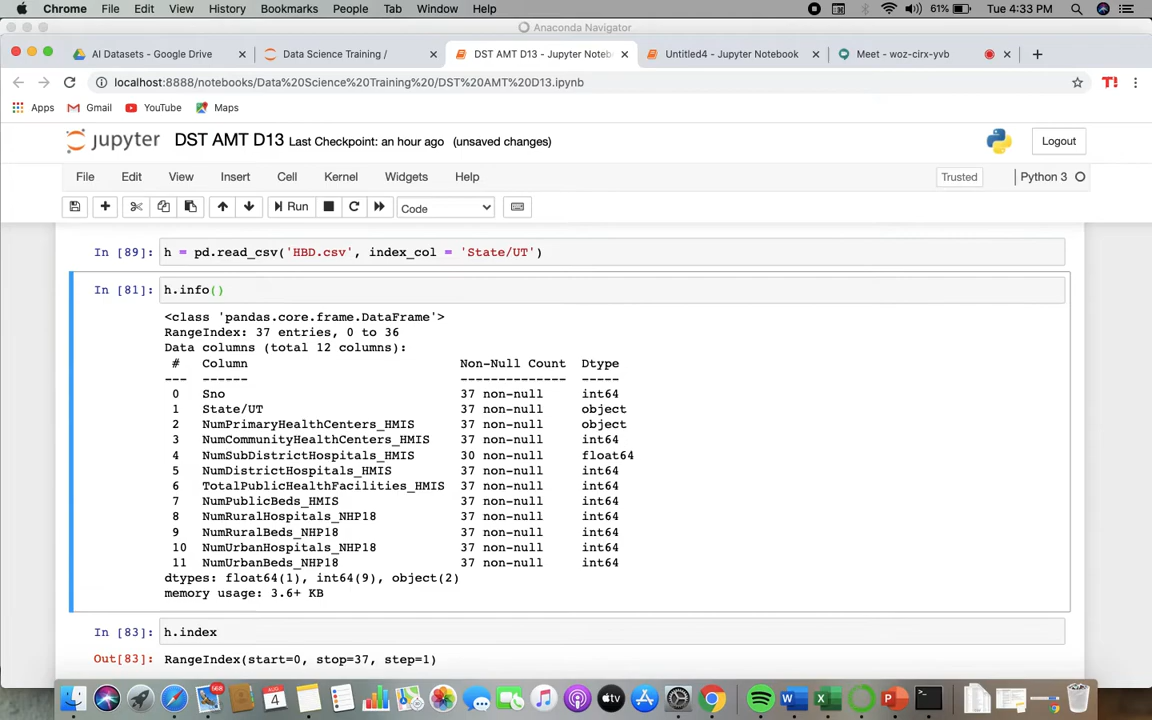 Chrome File Edit View History Bookmarks People Tab Window Help 61% Tue 4:33 PM
Anaconda Navigator
AI Datasets - Google Drive Data Science Training / DST AMT D13 - Jupyter Noteb Untitled4 - Jupyter Notebook Meet - woz-cirx-yvb
localhost:8888/notebooks/Data%20Science%20Training%20/DST%20AMT%20D13.ipynb T!
Apps Gmail YouTube Maps
jupyter DST AMT D13 Last Checkpoint: an hour ago (unsaved changes) Logout
File Edit View Insert Cell Kernel Widgets Help Trusted Python 3
Run Code
In [89]: h = pd.read_csv('HBD.csv', index_col = 'State/UT')
In [81]: h.info()
<class 'pandas.core.frame.DataFrame'>
RangeIndex: 37 entries, 0 to 36
Data columns (total 12 columns):
# Column Non-Null Count Dtype
--- ------ -------------- -----
0 Sno 37 non-null int64
1 State/UT 37 non-null object
2 NumPrimaryHealthCenters_HMIS 37 non-null object
3 NumCommunityHealthCenters_HMIS 37 non-null int64
4 NumSubDistrictHospitals_HMIS 30 non-null float64
5 NumDistrictHospitals_HMIS 37 non-null int64
6 TotalPublicHealthFacilities_HMIS 37 non-null int64
7 NumPublicBeds_HMIS 37 non-null int64
8 NumRuralHospitals_NHP18 37 non-null int64
9 NumRuralBeds_NHP18 37 non-null int64
10 NumUrbanHospitals_NHP18 37 non-null int64
11 NumUrbanBeds_NHP18 37 non-null int64
dtypes: float64(1), int64(9), object(2)
memory usage: 3.6+ KB
In [83]: h.index
Out[83]: RangeIndex(start=0, stop=37, step=1)